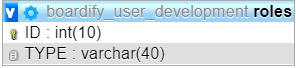 v boardify_user_development roles
ID : int(10)
TYPE : varchar(40)